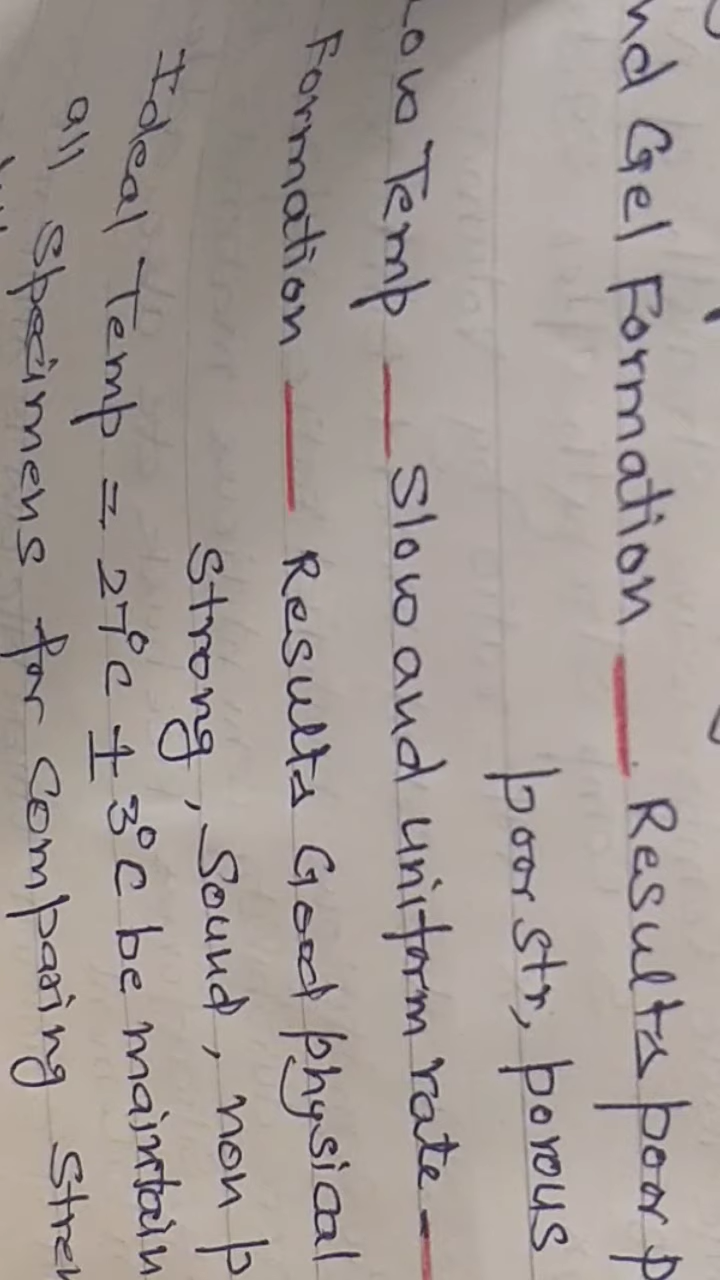 nd Gel Formation — Results poor p
poor str, porous
Low Temp — Slow and uniform rate —
Formation — Results Good physical
Strong, Sound, non p
Ideal Temp = 27°C ± 3°C be maintain
all specimens for comparing stren